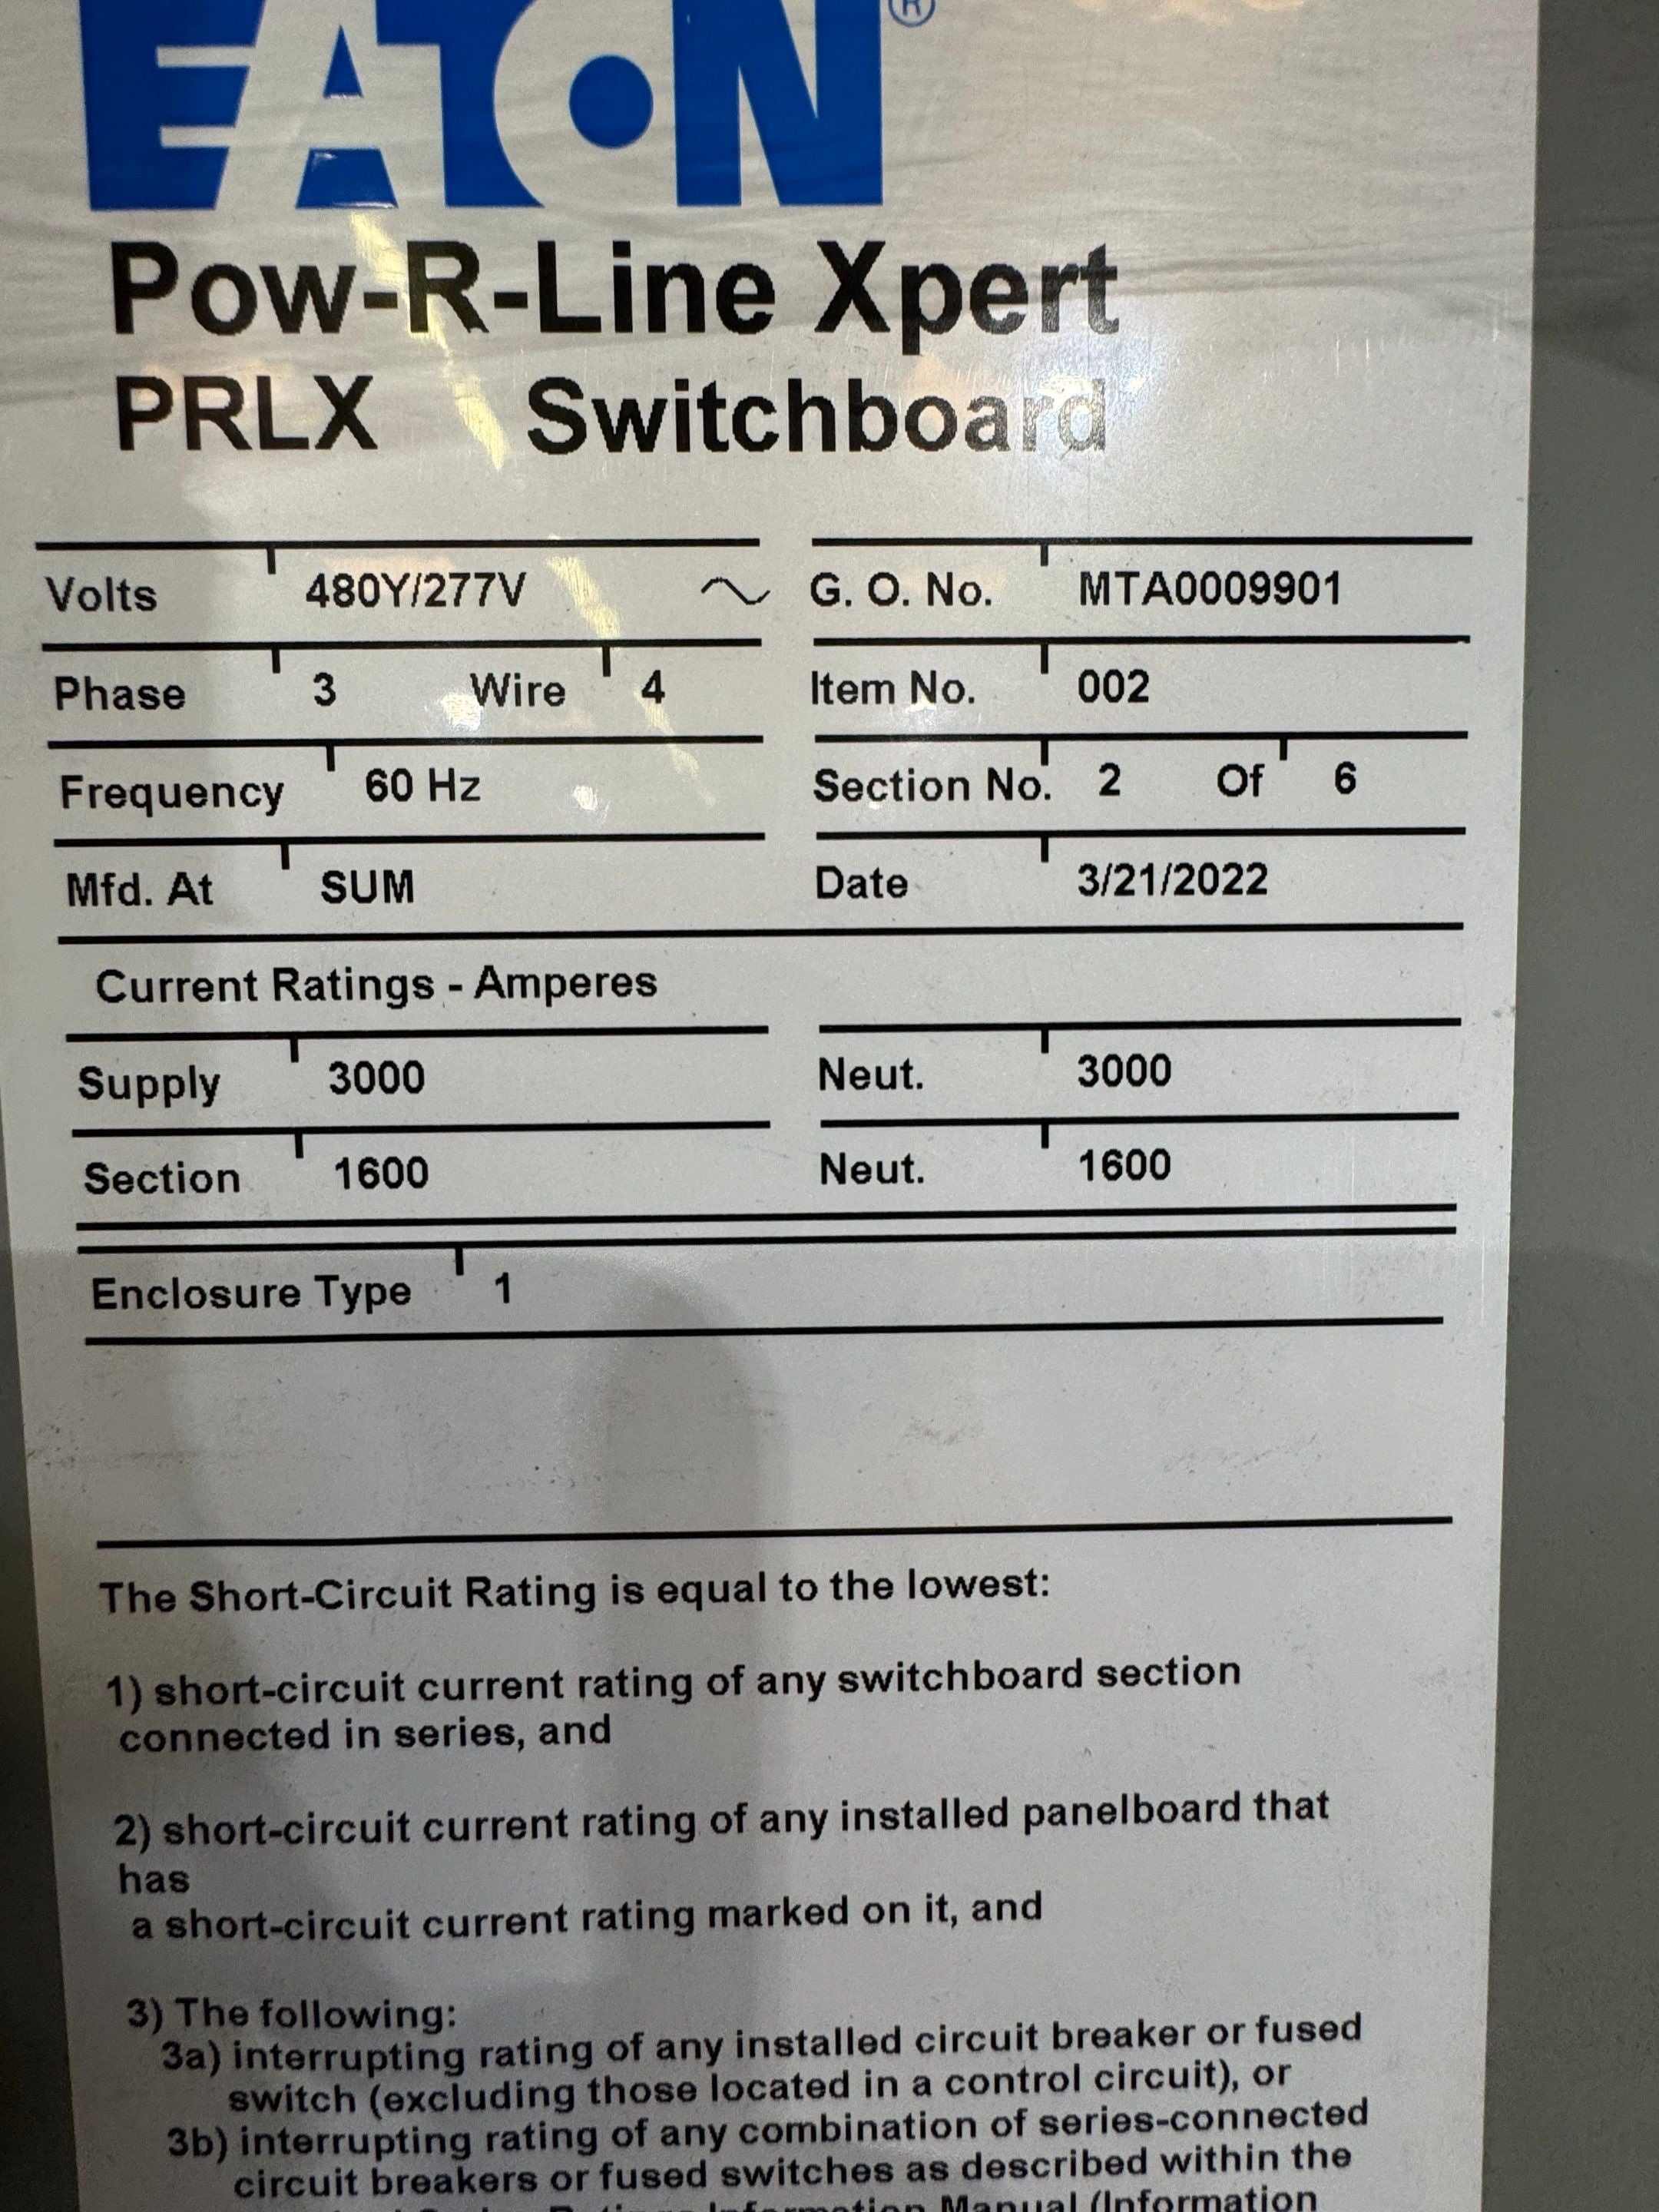 EATON ®
Pow-R-Line Xpert
PRLX Switchboard
Volts 480Y/277V ~ G. O. No. MTA0009901
Phase 3 Wire 4 Item No. 002
Frequency 60 Hz Section No. 2 Of 6
Mfd. At SUM Date 3/21/2022
Current Ratings - Amperes
Supply 3000 Neut. 3000
Section 1600 Neut. 1600
Enclosure Type 1
The Short-Circuit Rating is equal to the lowest:
1) short-circuit current rating of any switchboard section
connected in series, and
2) short-circuit current rating of any installed panelboard that
has
a short-circuit current rating marked on it, and
3) The following:
3a) interrupting rating of any installed circuit breaker or fused
switch (excluding those located in a control circuit), or
3b) interrupting rating of any combination of series-connected
circuit breakers or fused switches as described within the
Information Manual (Information